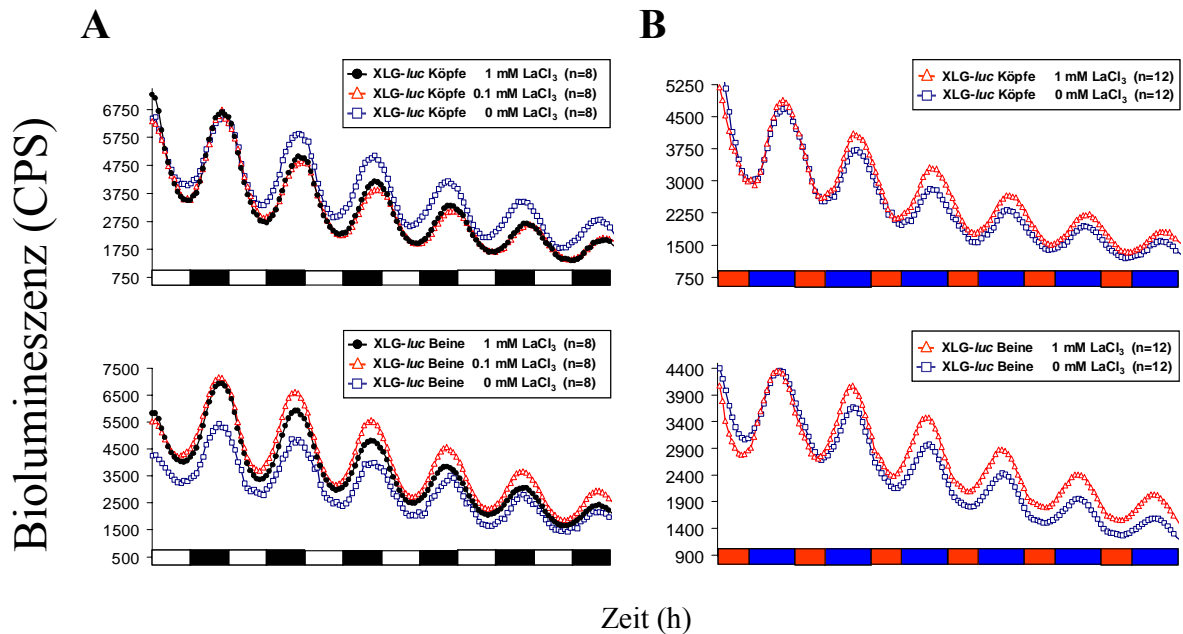 A
B
Biolumineszenz (CPS)
XLG-luc Köpfe 1 mM LaCl₃ (n=8)
XLG-luc Köpfe 0.1 mM LaCl₃ (n=8)
XLG-luc Köpfe 0 mM LaCl₃ (n=8)
6750
5750
4750
3750
2750
1750
750
XLG-luc Köpfe 1 mM LaCl₃ (n=12)
XLG-luc Köpfe 0 mM LaCl₃ (n=12)
5250
4500
3750
3000
2250
1500
750
XLG-luc Beine 1 mM LaCl₃ (n=8)
XLG-luc Beine 0.1 mM LaCl₃ (n=8)
XLG-luc Beine 0 mM LaCl₃ (n=8)
7500
6500
5500
4500
3500
2500
1500
500
XLG-luc Beine 1 mM LaCl₃ (n=12)
XLG-luc Beine 0 mM LaCl₃ (n=12)
4400
3900
3400
2900
2400
1900
1400
900
Zeit (h)